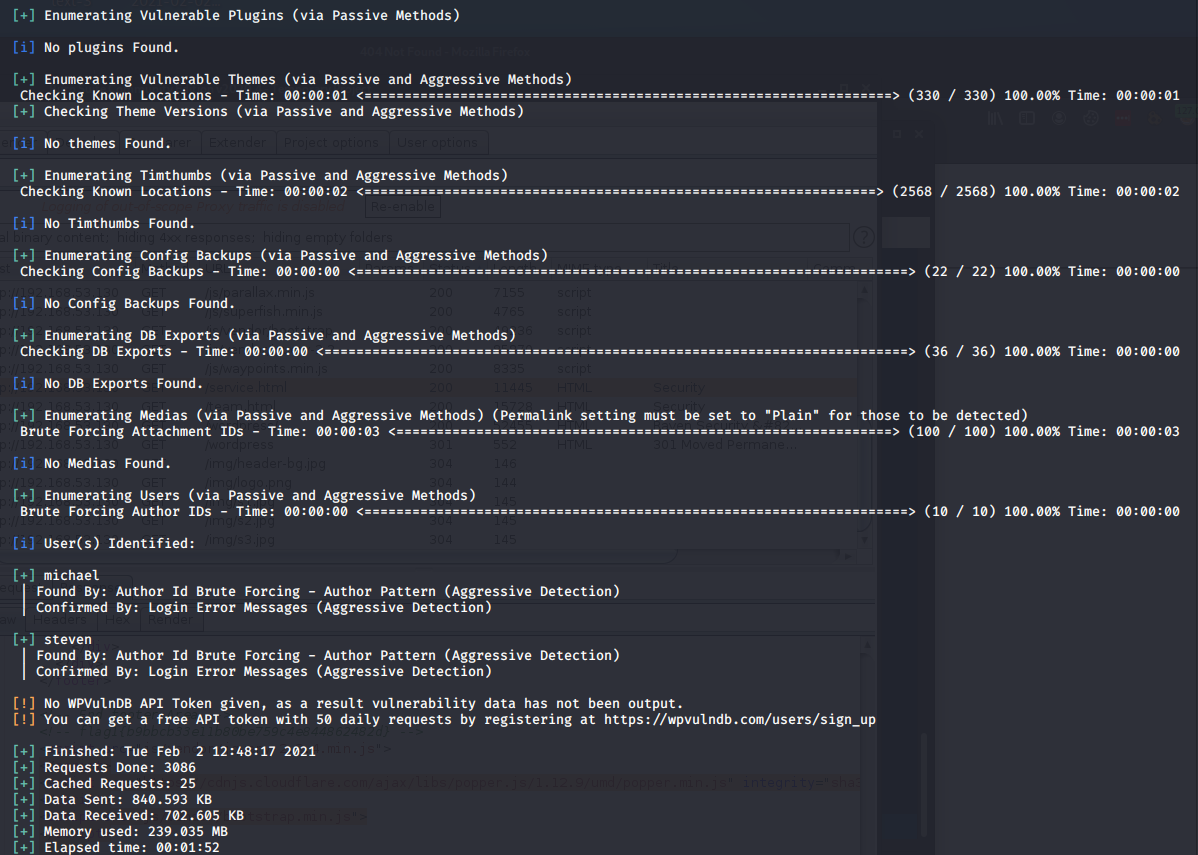 [+] Enumerating Vulnerable Plugins (via Passive Methods)
[i] No plugins Found.
[+] Enumerating Vulnerable Themes (via Passive and Aggressive Methods)
Checking Known Locations - Time: 00:00:01 <===================================================================> (330 / 330) 100.00% Time: 00:00:01
[+] Checking Theme Versions (via Passive and Aggressive Methods)
[i] No themes Found.
[+] Enumerating Timthumbs (via Passive and Aggressive Methods)
Checking Known Locations - Time: 00:00:02 <=================================================================> (2568 / 2568) 100.00% Time: 00:00:02
[i] No Timthumbs Found.
[+] Enumerating Config Backups (via Passive and Aggressive Methods)
Checking Config Backups - Time: 00:00:00 <======================================================================> (22 / 22) 100.00% Time: 00:00:00
[i] No Config Backups Found.
[+] Enumerating DB Exports (via Passive and Aggressive Methods)
Checking DB Exports - Time: 00:00:00 <==========================================================================> (36 / 36) 100.00% Time: 00:00:00
[i] No DB Exports Found.
[+] Enumerating Medias (via Passive and Aggressive Methods) (Permalink setting must be set to "Plain" for those to be detected)
Brute Forcing Attachment IDs - Time: 00:00:03 <===============================================================> (100 / 100) 100.00% Time: 00:00:03
[i] No Medias Found.
[+] Enumerating Users (via Passive and Aggressive Methods)
Brute Forcing Author IDs - Time: 00:00:00 <=====================================================================> (10 / 10) 100.00% Time: 00:00:00
[i] User(s) Identified:
[+] michael
| Found By: Author Id Brute Forcing - Author Pattern (Aggressive Detection)
| Confirmed By: Login Error Messages (Aggressive Detection)
[+] steven
| Found By: Author Id Brute Forcing - Author Pattern (Aggressive Detection)
| Confirmed By: Login Error Messages (Aggressive Detection)
[!] No WPVulnDB API Token given, as a result vulnerability data has not been output.
[!] You can get a free API token with 50 daily requests by registering at https://wpvulndb.com/users/sign_up
[+] Finished: Tue Feb  2 12:48:17 2021
[+] Requests Done: 3086
[+] Cached Requests: 25
[+] Data Sent: 840.593 KB
[+] Data Received: 702.605 KB
[+] Memory used: 239.035 MB
[+] Elapsed time: 00:01:52